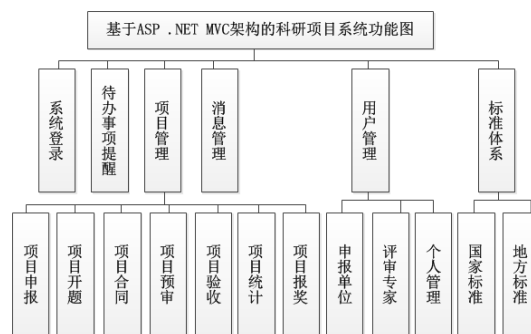 基于ASP .NET MVC架构的科研项目系统功能图
系统登录
待办事项提醒
项目管理
消息管理
用户管理
标准体系
项目申报
项目开题
项目合同
项目预审
项目验收
项目统计
项目报奖
申报单位
评审专家
个人管理
国家标准
地方标准